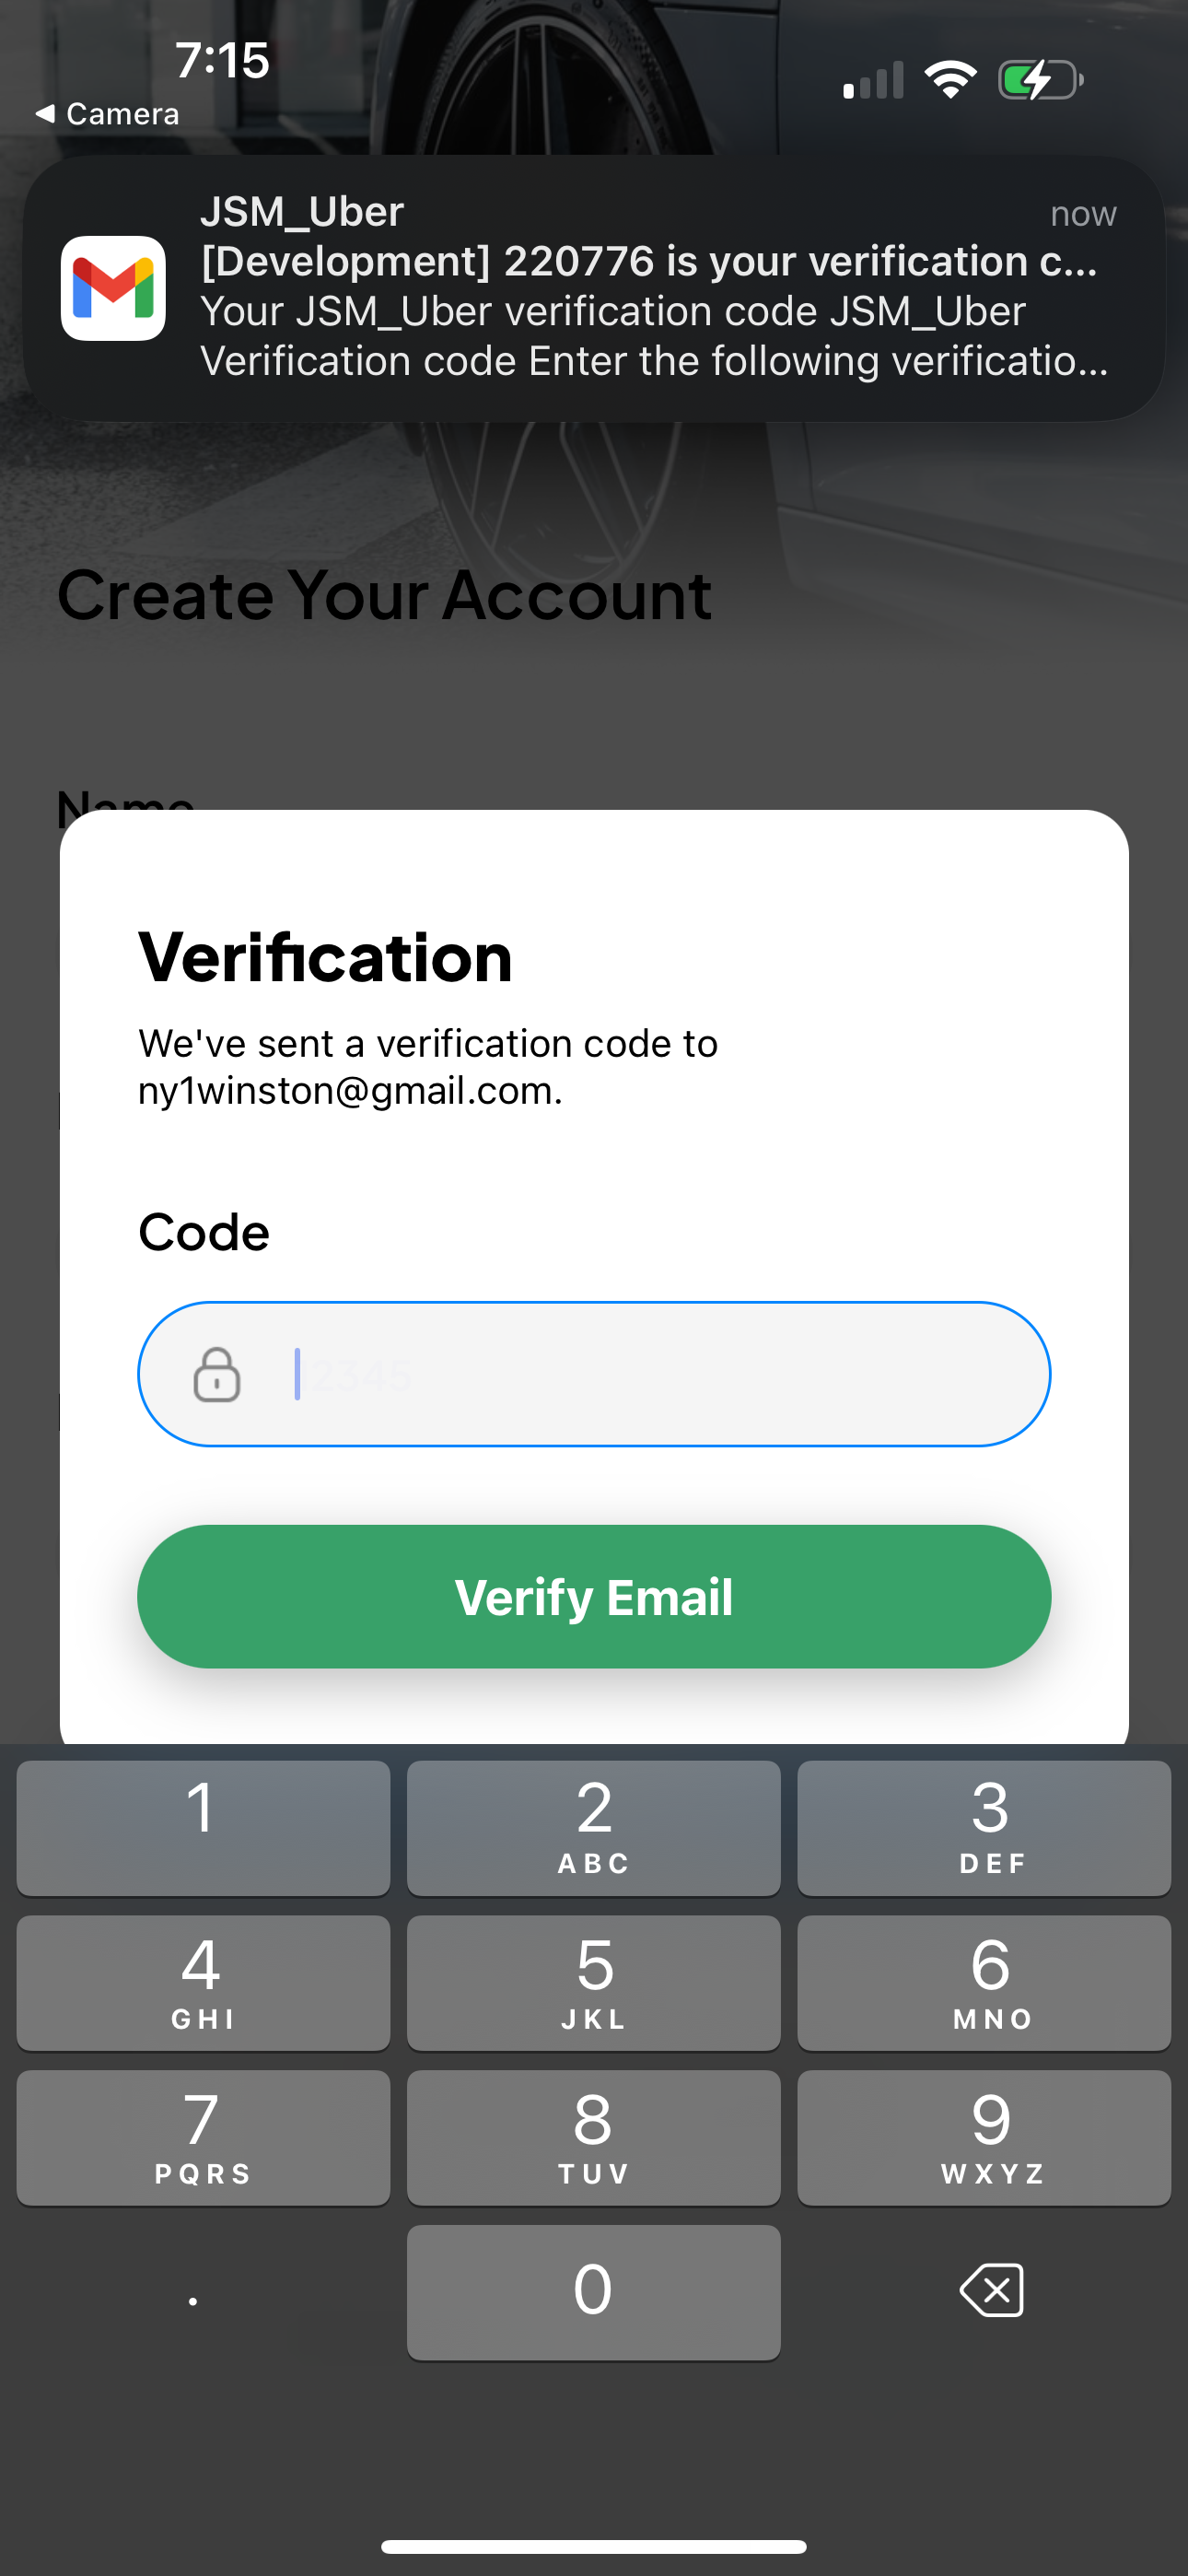 7:15
◀ Camera
JSM_Uber
now
[Development] 220776 is your verification c...
Your JSM_Uber verification code JSM_Uber
Verification code Enter the following verificatio...
Create Your Account
Name
Verification
We've sent a verification code to
ny1winston@gmail.com.
Code
2345
Verify Email
1
2
ABC
3
DEF
4
GHI
5
JKL
6
MNO
7
PQRS
8
TUV
9
WXYZ
.
0